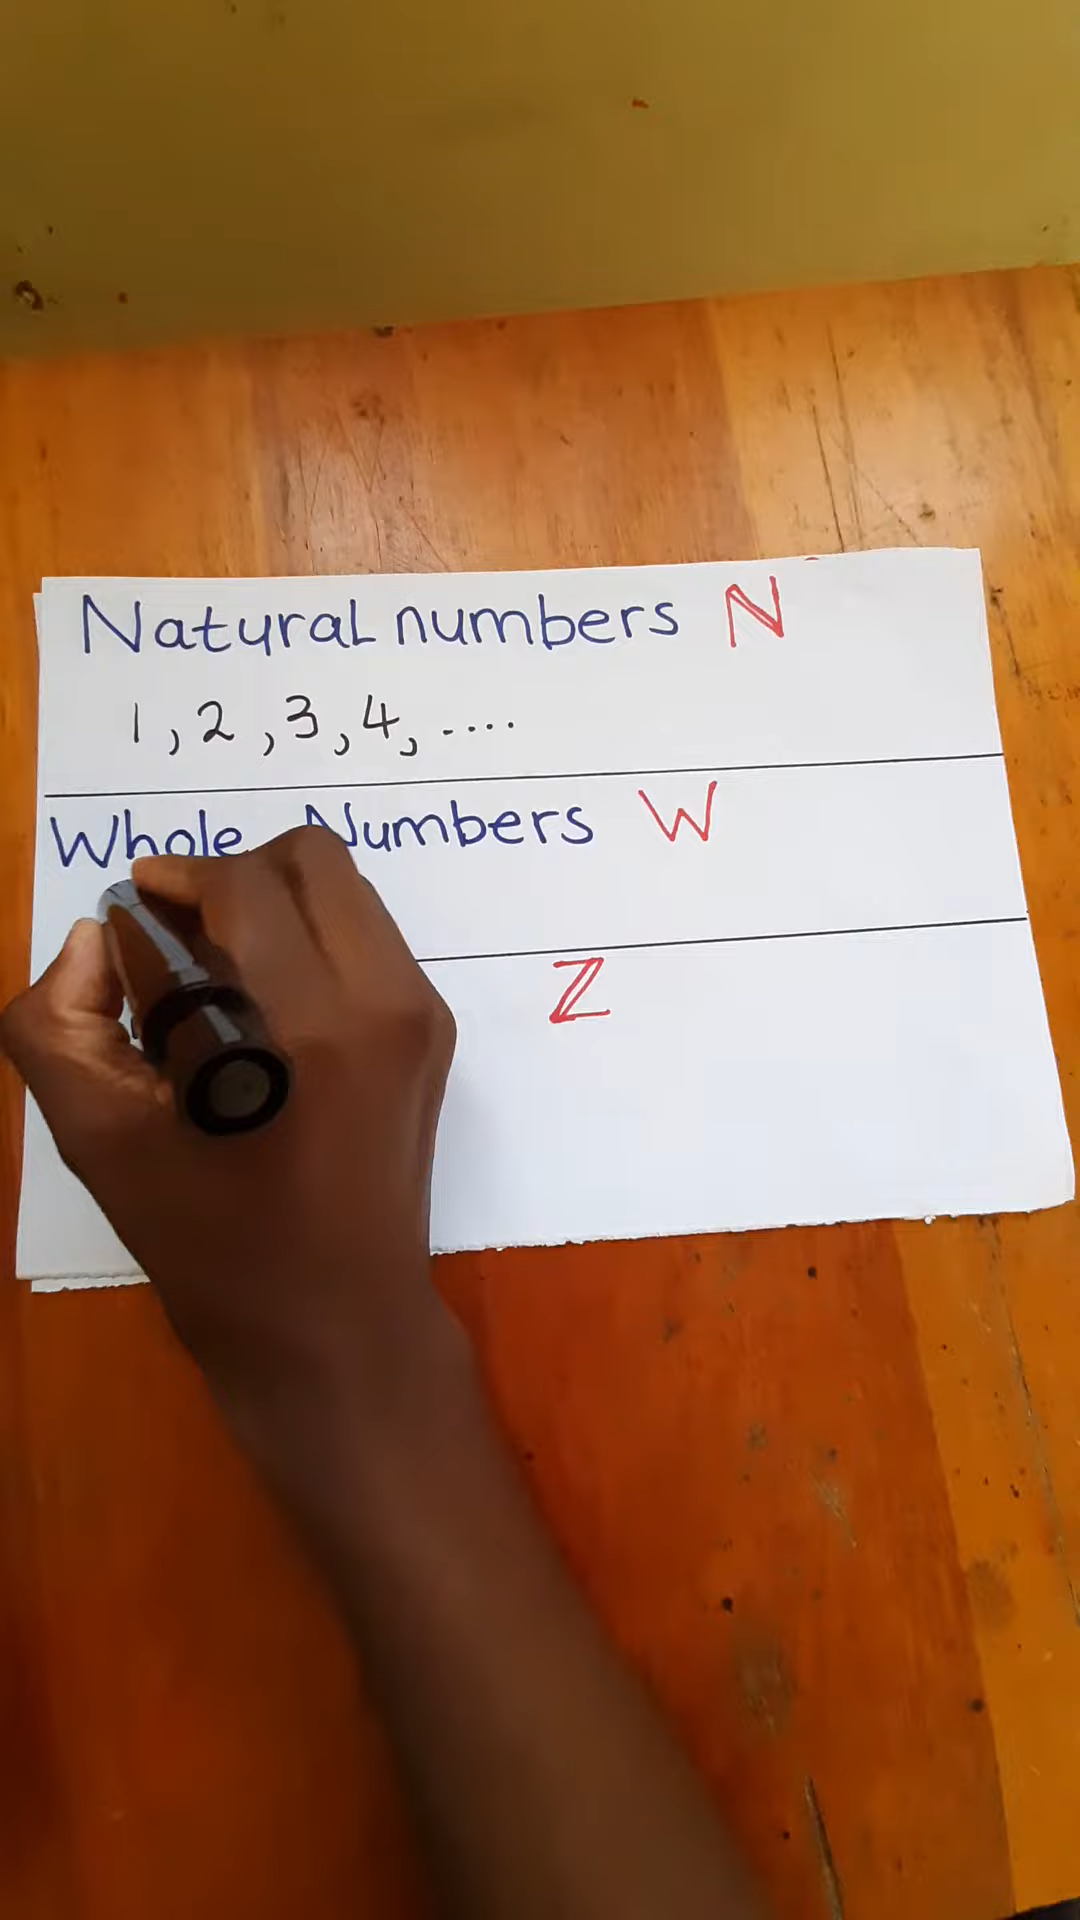 Natural numbers N
1, 2, 3, 4, ....
Whole Numbers W
Z